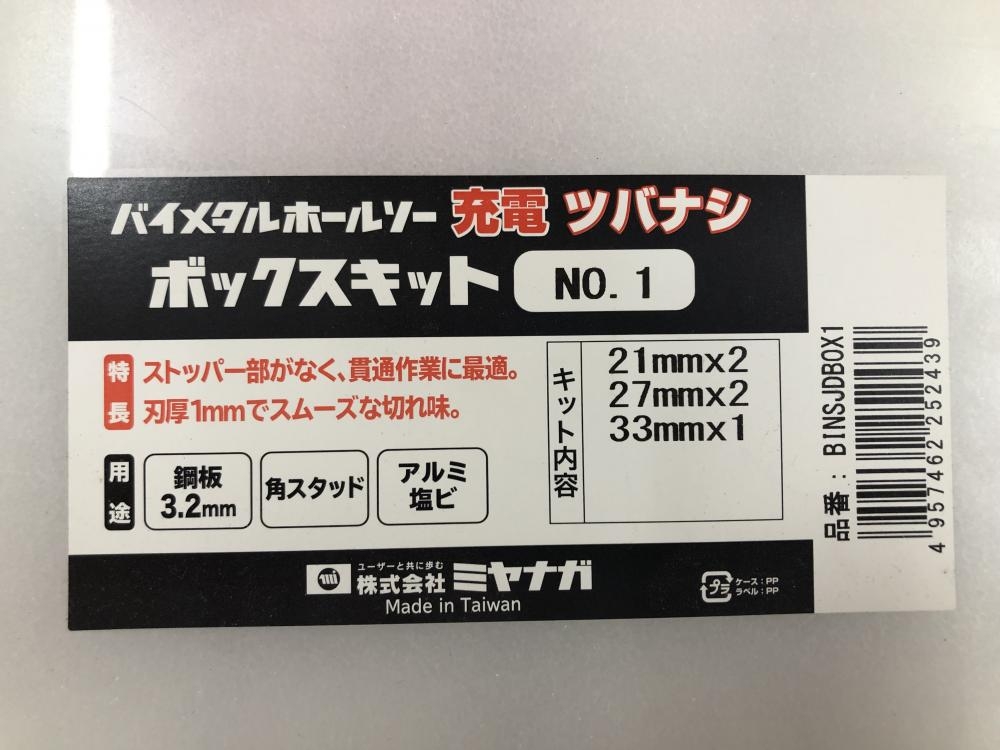 バイメタルホールソー 充電 ツバナシ
ボックスキット NO. 1
特長
ストッパー部がなく、貫通作業に最適。
刃厚1mmでスムーズな切れ味。
用途
鋼板
3.2mm
角スタッド
アルミ
塩ビ
キット内容
21mmx2
27mmx2
33mmx1
ユーザーと共に歩む
株式会社 ミヤナガ
Made in Taiwan
プラ
ケース:PP
ラベル:PP
品番:BINSJDBOX1
4957462252439